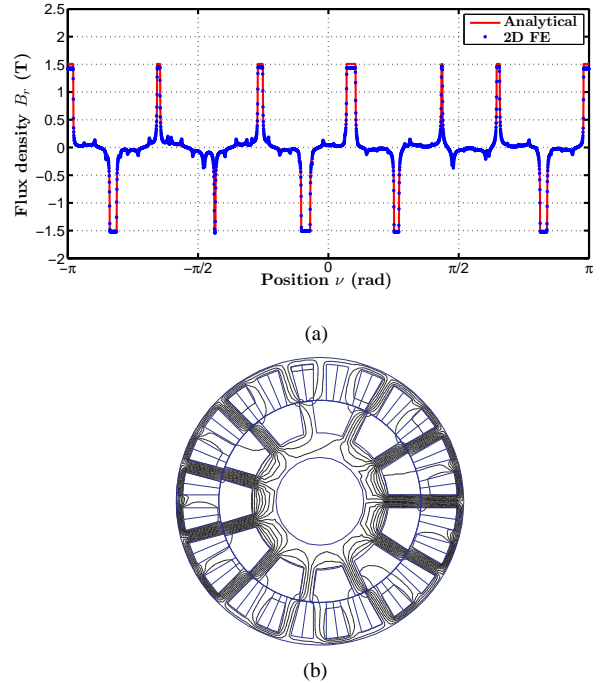 2.5
2
1.5
1
0.5
0
−0.5
−1
−1.5
−2
Flux density B_r (T)
Analytical
2D FE
−π
−π/2
0
π/2
π
Position ν (rad)
(a)
(b)